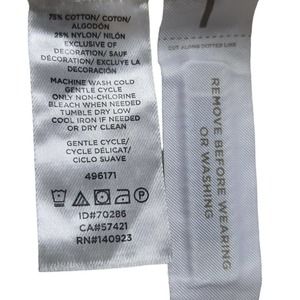 75% COTTON/ COTON/
ALGODÓN
25% NYLON/ NILÓN
EXCLUSIVE OF
DECORATION/ SAUF
DÉCORATION/ EXCLUYE LA
DECORACIÓN
MACHINE WASH COLD
GENTLE CYCLE
ONLY NON-CHLORINE
BLEACH WHEN NEEDED
TUMBLE DRY LOW
COOL IRON IF NEEDED
OR DRY CLEAN
GENTLE CYCLE/
CYCLE DÉLICAT/
CICLO SUAVE
496171
ID#70286
CA#57421
RN#140923
CUT ALONG DOTTED LINE
REMOVE BEFORE WEARING
OR WASHING